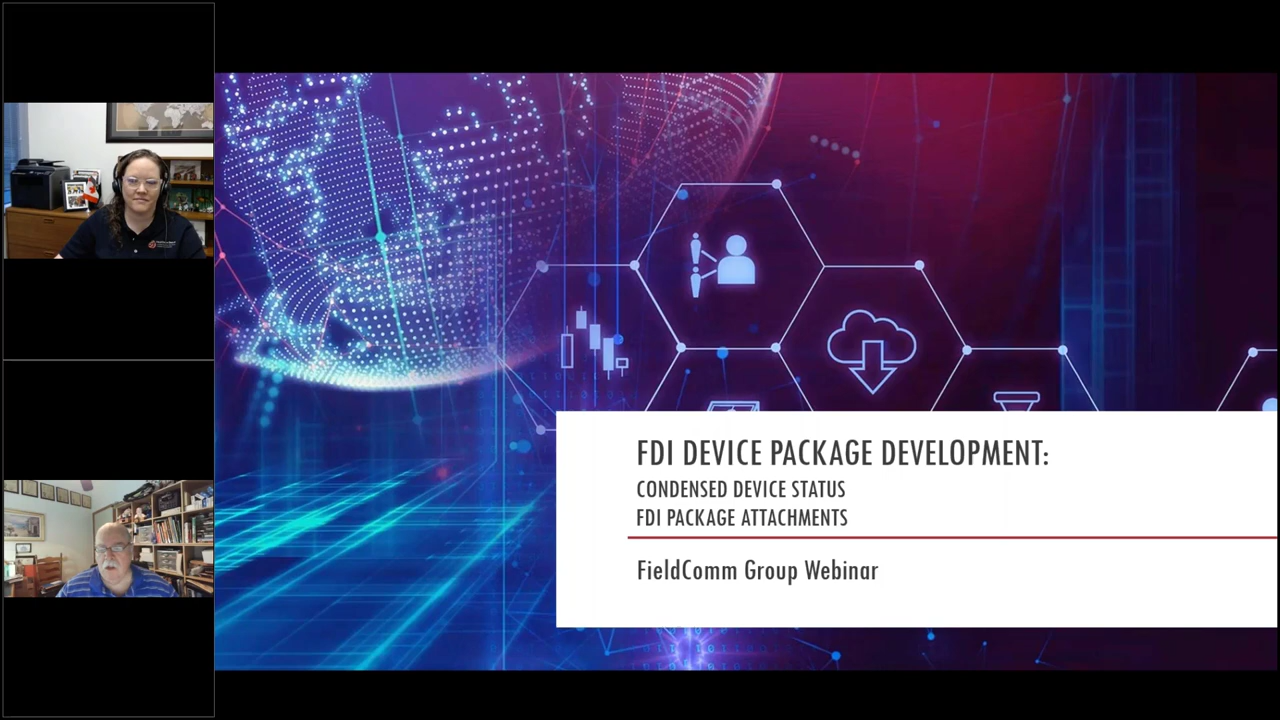 FDI DEVICE PACKAGE DEVELOPMENT:
CONDENSED DEVICE STATUS
FDI PACKAGE ATTACHMENTS
FieldComm Group Webinar